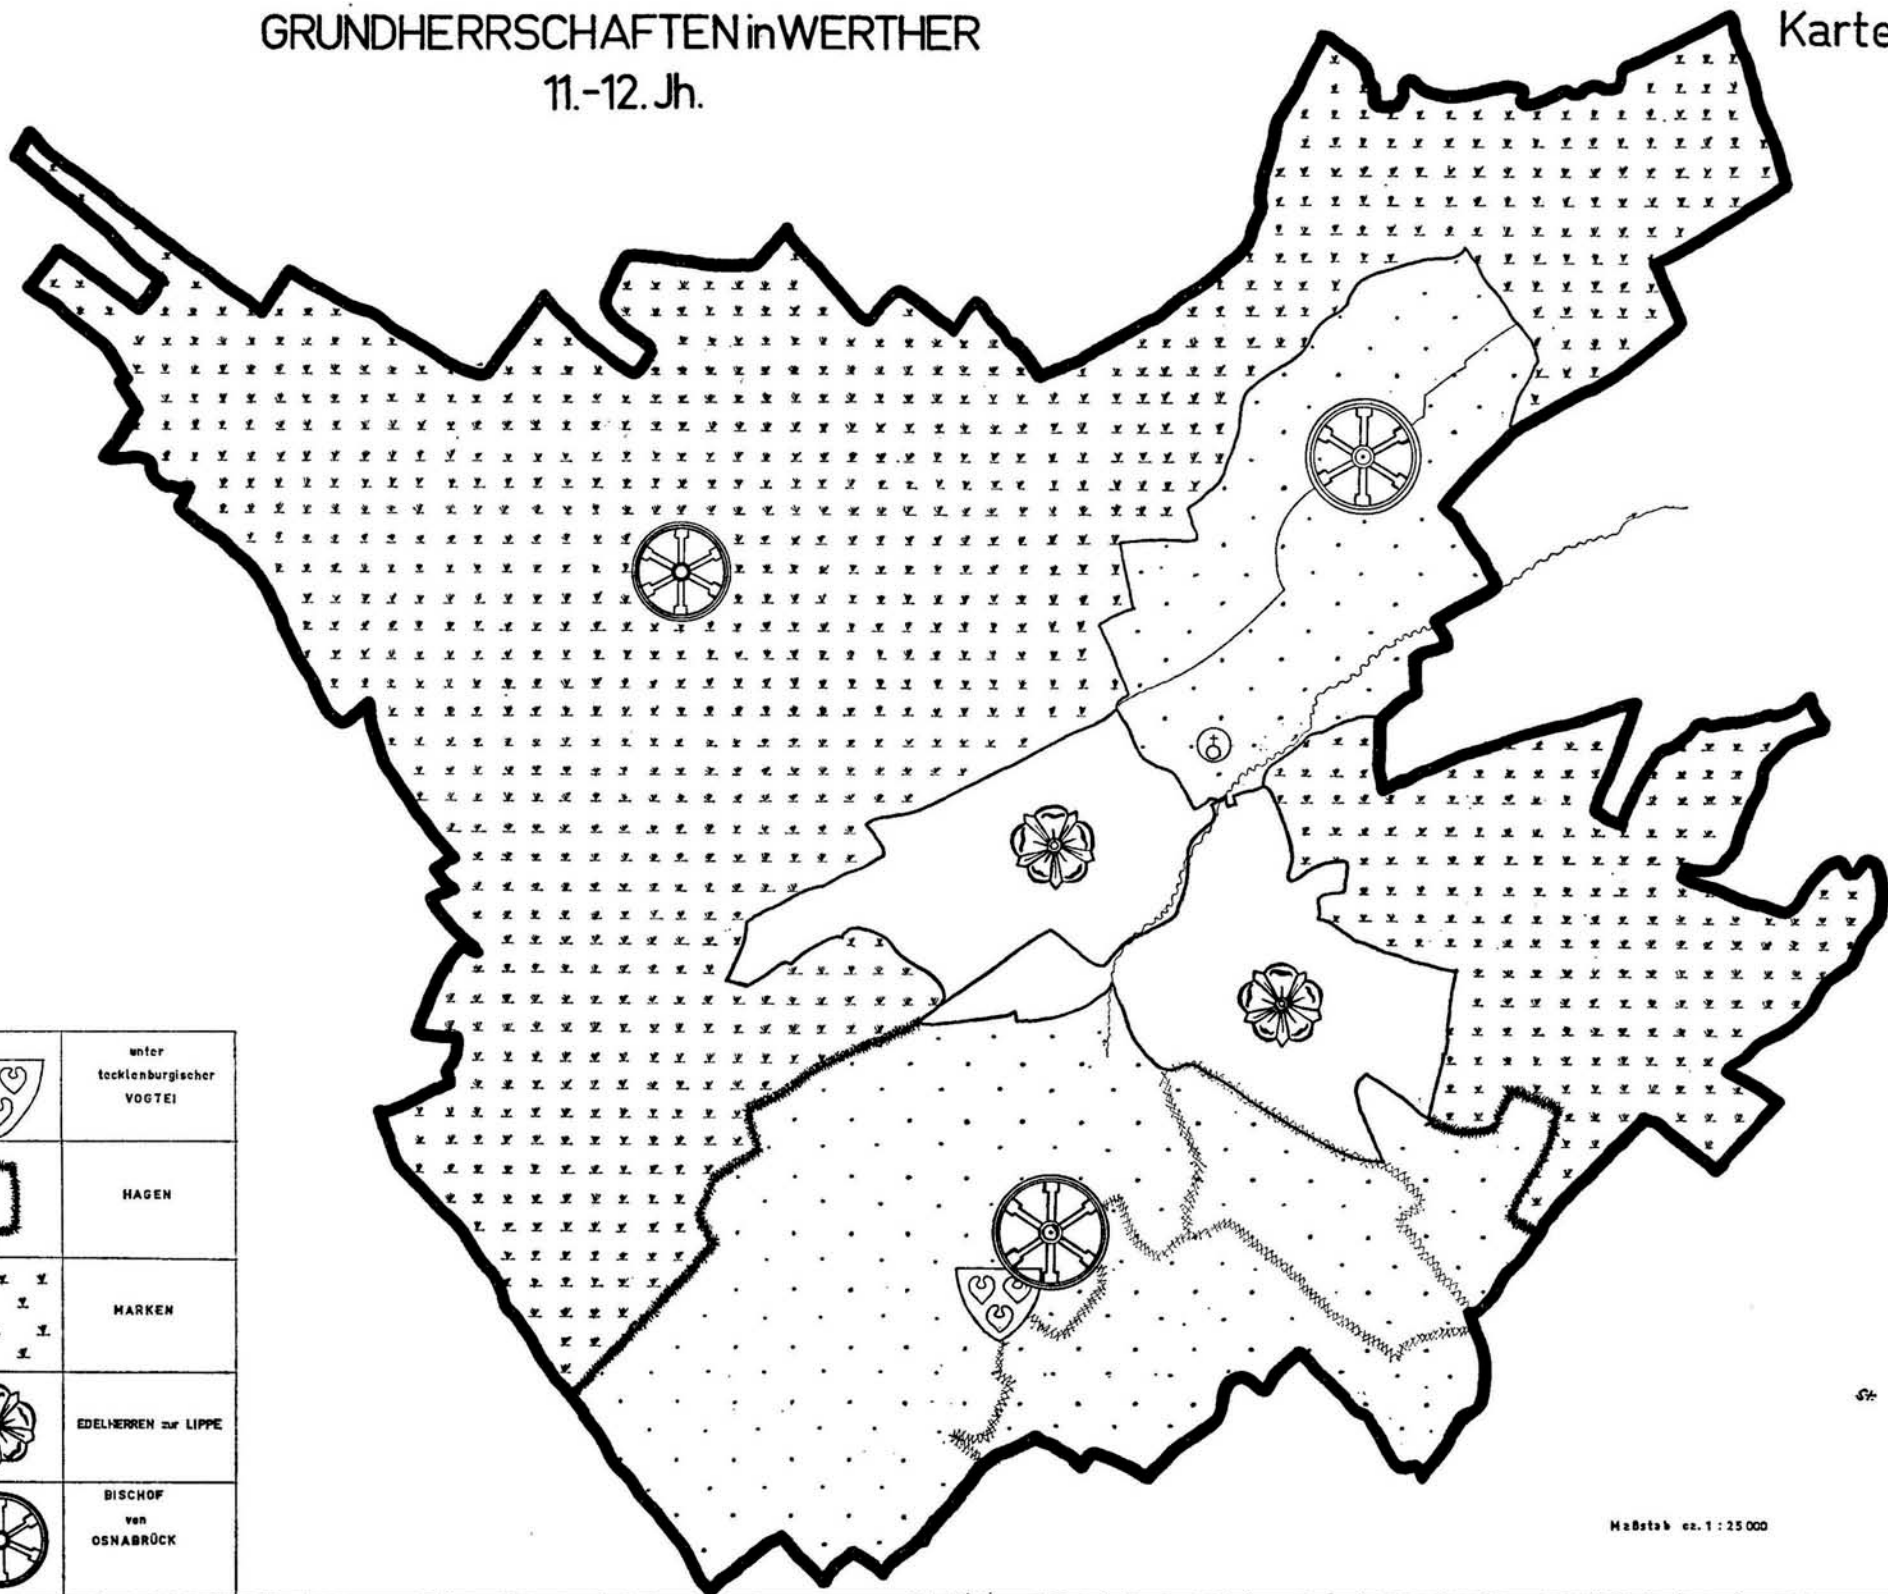 GRUNDHERRSCHAFTEN in WERTHER
11.-12. Jh.
Karte
unter
tecklenburgischer
VOGTEI
HAGEN
MARKEN
EDELHERREN zur LIPPE
BISCHOF
von
OSNABRÜCK
St.
Maßstab ca. 1 : 25 000